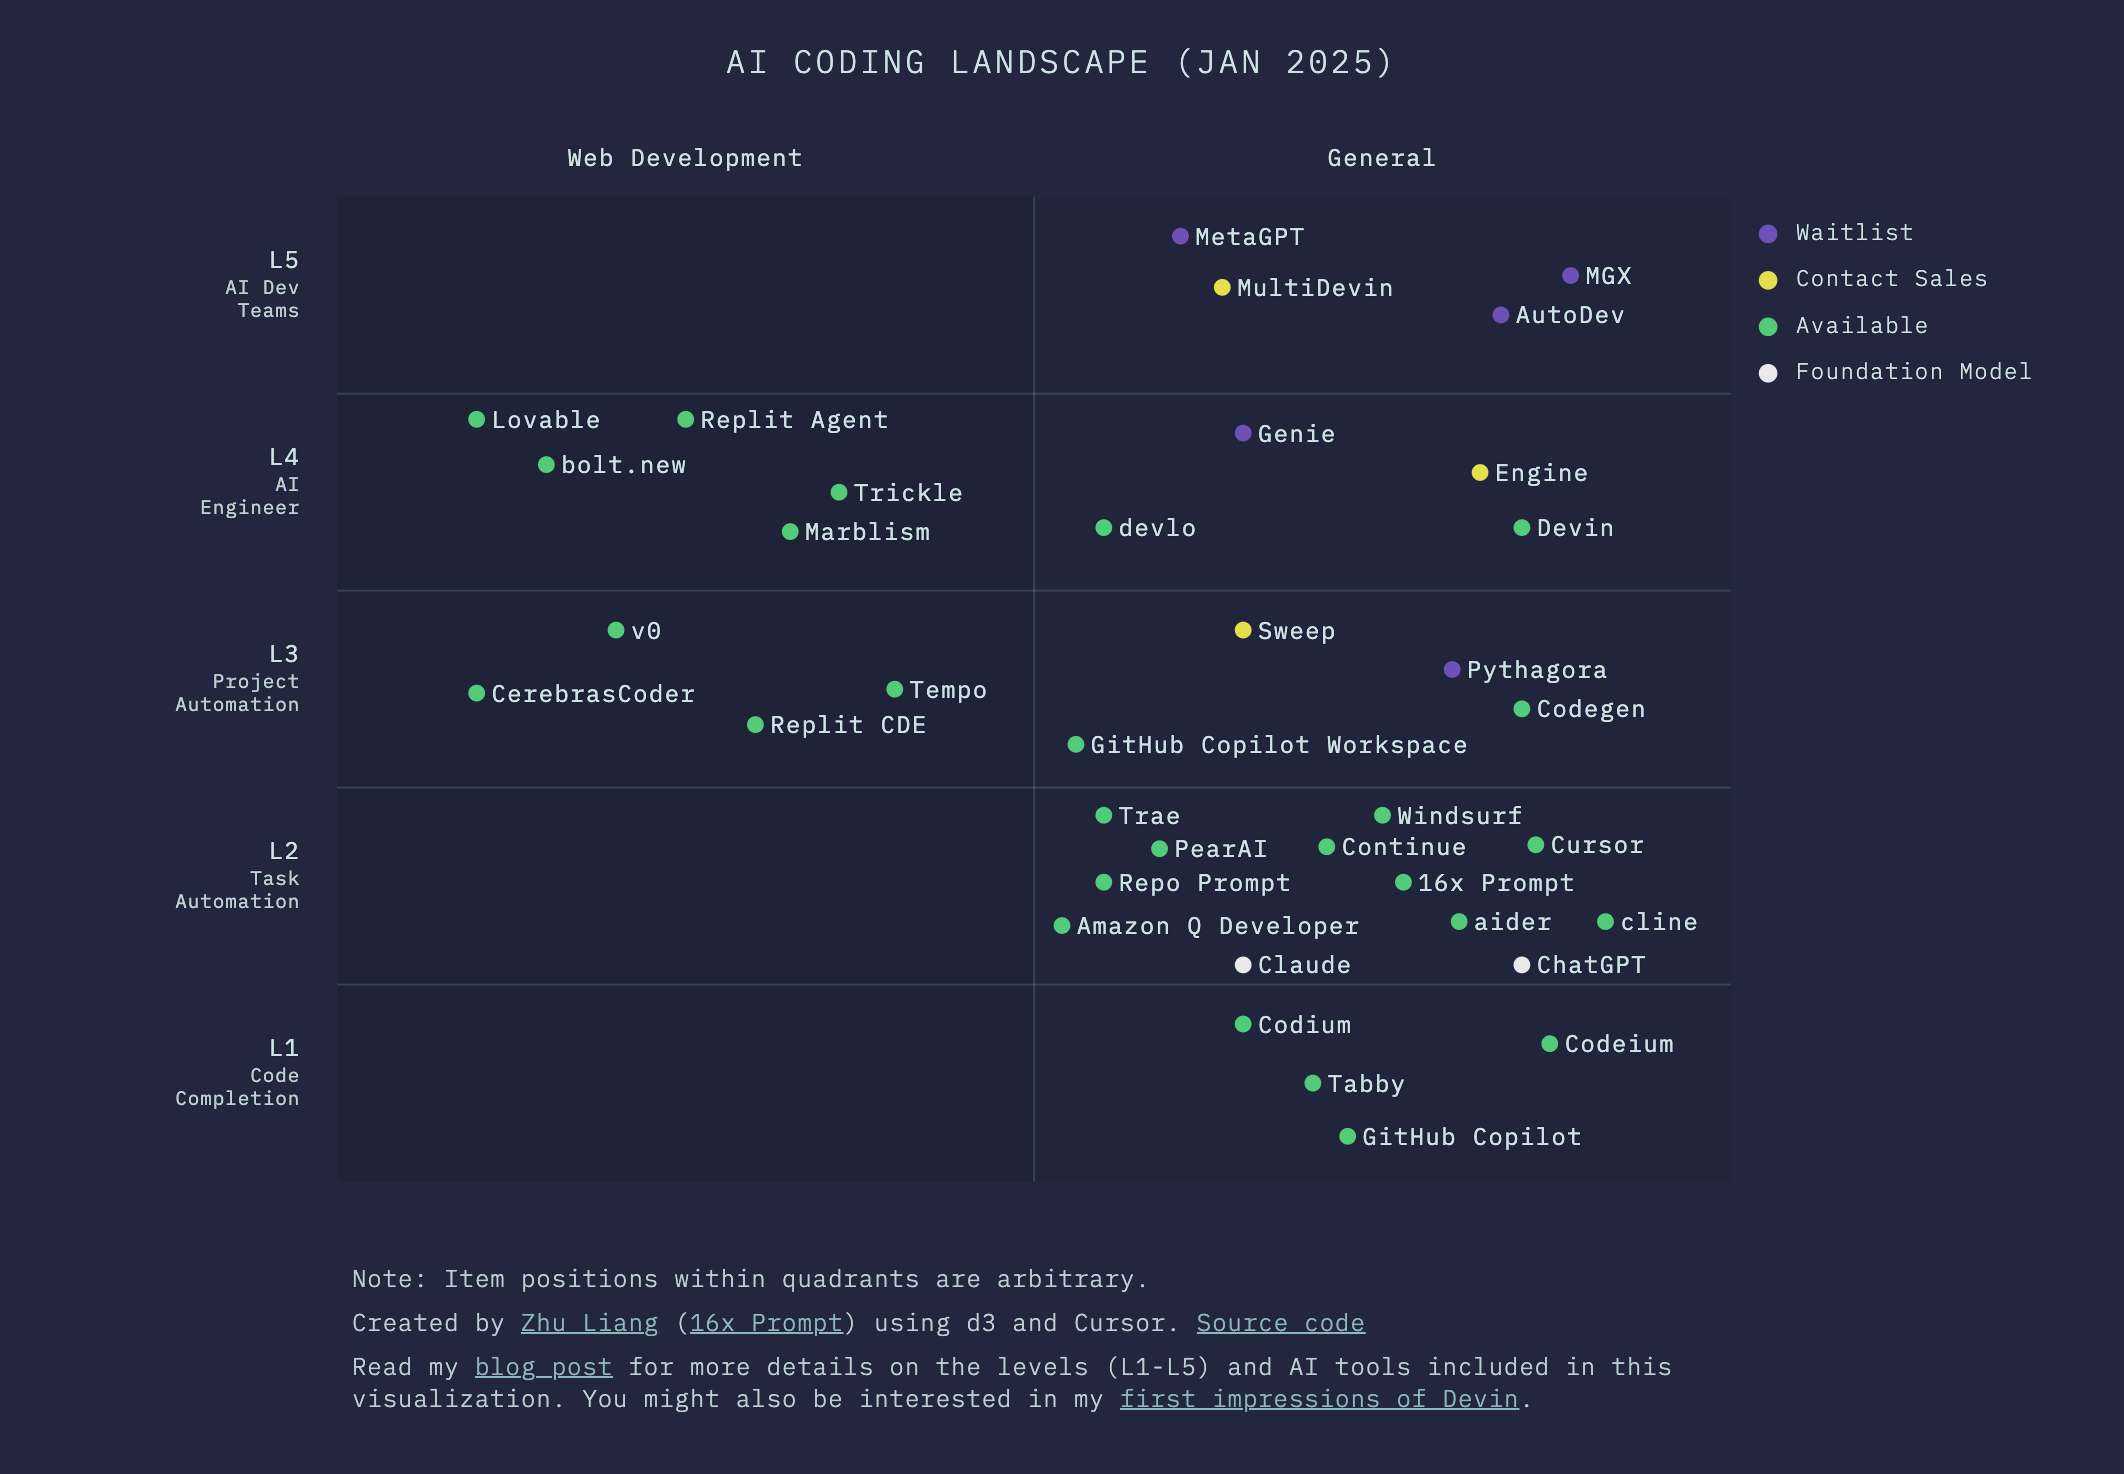 AI CODING LANDSCAPE (JAN 2025)
Web Development
General
L5
AI Dev
Teams
MetaGPT
MultiDevin
MGX
AutoDev
Waitlist
Contact Sales
Available
Foundation Model
L4
AI
Engineer
Lovable
Replit Agent
bolt.new
Trickle
Marblism
Genie
Engine
devlo
Devin
L3
Project
Automation
v0
CerebrasCoder
Tempo
Replit CDE
Sweep
Pythagora
Codegen
GitHub Copilot Workspace
L2
Task
Automation
Trae
Windsurf
PearAI
Continue
Cursor
Repo Prompt
16x Prompt
Amazon Q Developer
aider
cline
Claude
ChatGPT
L1
Code
Completion
Codium
Codeium
Tabby
GitHub Copilot
Note: Item positions within quadrants are arbitrary.
Created by Zhu Liang (16x Prompt) using d3 and Cursor. Source code
Read my blog post for more details on the levels (L1-L5) and AI tools included in this
visualization. You might also be interested in my first impressions of Devin.